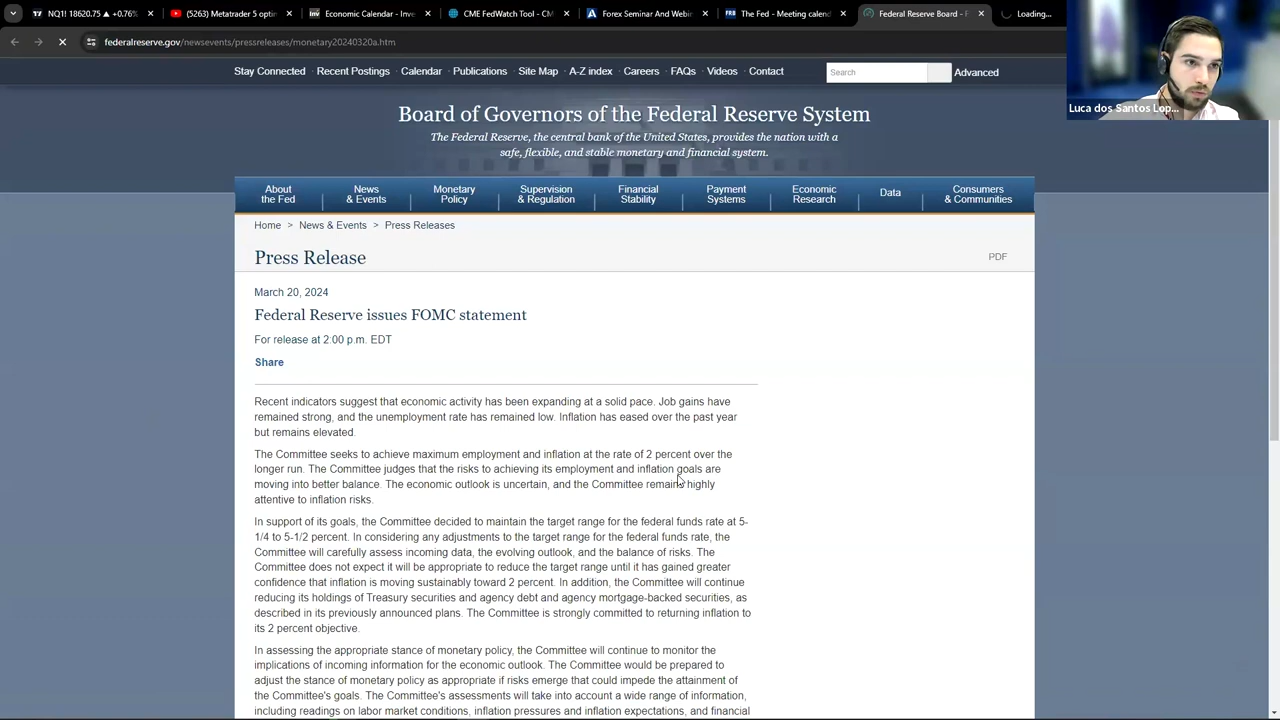 NQ1! 18620.75 ▲ +0.76%
(5263) Metatrader 5 opti
Economic Calendar - Inve
CME FedWatch Tool - CM
Forex Seminar And Webin
The Fed - Meeting calend
Federal Reserve Board - F
Loading...
federalreserve.gov/newsevents/pressreleases/monetary20240320a.htm
Stay Connected Recent Postings Calendar Publications Site Map A-Z index Careers FAQs Videos Contact Search Advanced
Luca dos Santos Lop...
Board of Governors of the Federal Reserve System
The Federal Reserve, the central bank of the United States, provides the nation with a
safe, flexible, and stable monetary and financial system.
About
the Fed
News
& Events
Monetary
Policy
Supervision
& Regulation
Financial
Stability
Payment
Systems
Economic
Research
Data
Consumers
& Communities
Home > News & Events > Press Releases
Press Release
PDF
March 20, 2024
Federal Reserve issues FOMC statement
For release at 2:00 p.m. EDT
Share
Recent indicators suggest that economic activity has been expanding at a solid pace. Job gains have
remained strong, and the unemployment rate has remained low. Inflation has eased over the past year
but remains elevated.
The Committee seeks to achieve maximum employment and inflation at the rate of 2 percent over the
longer run. The Committee judges that the risks to achieving its employment and inflation goals are
moving into better balance. The economic outlook is uncertain, and the Committee remains highly
attentive to inflation risks.
In support of its goals, the Committee decided to maintain the target range for the federal funds rate at 5-
1/4 to 5-1/2 percent. In considering any adjustments to the target range for the federal funds rate, the
Committee will carefully assess incoming data, the evolving outlook, and the balance of risks. The
Committee does not expect it will be appropriate to reduce the target range until it has gained greater
confidence that inflation is moving sustainably toward 2 percent. In addition, the Committee will continue
reducing its holdings of Treasury securities and agency debt and agency mortgage-backed securities, as
described in its previously announced plans. The Committee is strongly committed to returning inflation to
its 2 percent objective.
In assessing the appropriate stance of monetary policy, the Committee will continue to monitor the
implications of incoming information for the economic outlook. The Committee would be prepared to
adjust the stance of monetary policy as appropriate if risks emerge that could impede the attainment of
the Committee's goals. The Committee's assessments will take into account a wide range of information,
including readings on labor market conditions, inflation pressures and inflation expectations, and financial